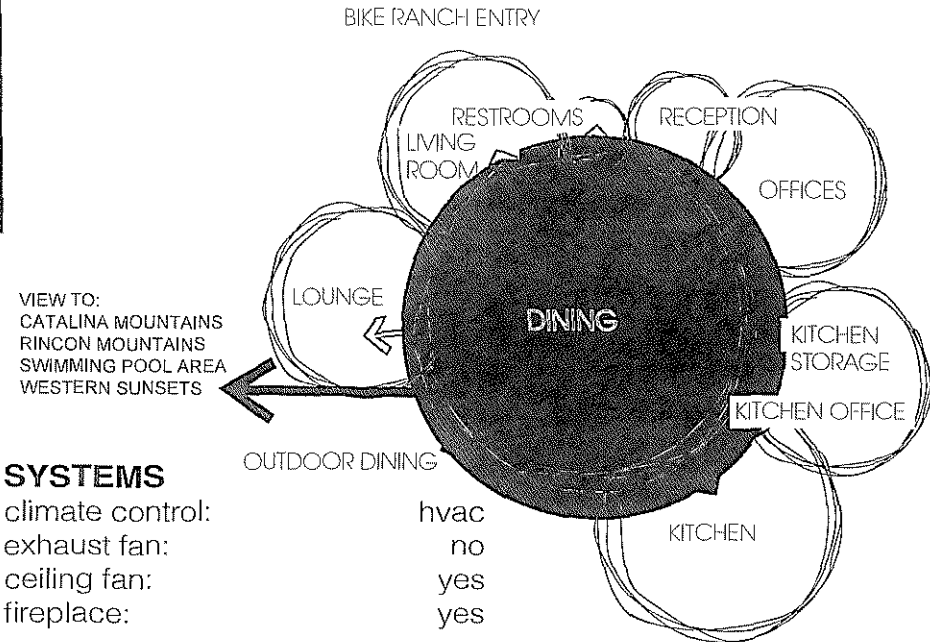 BIKE RANCH ENTRY
RESTROOMS
RECEPTION
LIVING
ROOM
OFFICES
LOUNGE
DINING
VIEW TO:
CATALINA MOUNTAINS
RINCON MOUNTAINS
SWIMMING POOL AREA
WESTERN SUNSETS
KITCHEN
STORAGE
KITCHEN OFFICE
OUTDOOR DINING
KITCHEN
SYSTEMS
climate control: hvac
exhaust fan: no
ceiling fan: yes
fireplace: yes